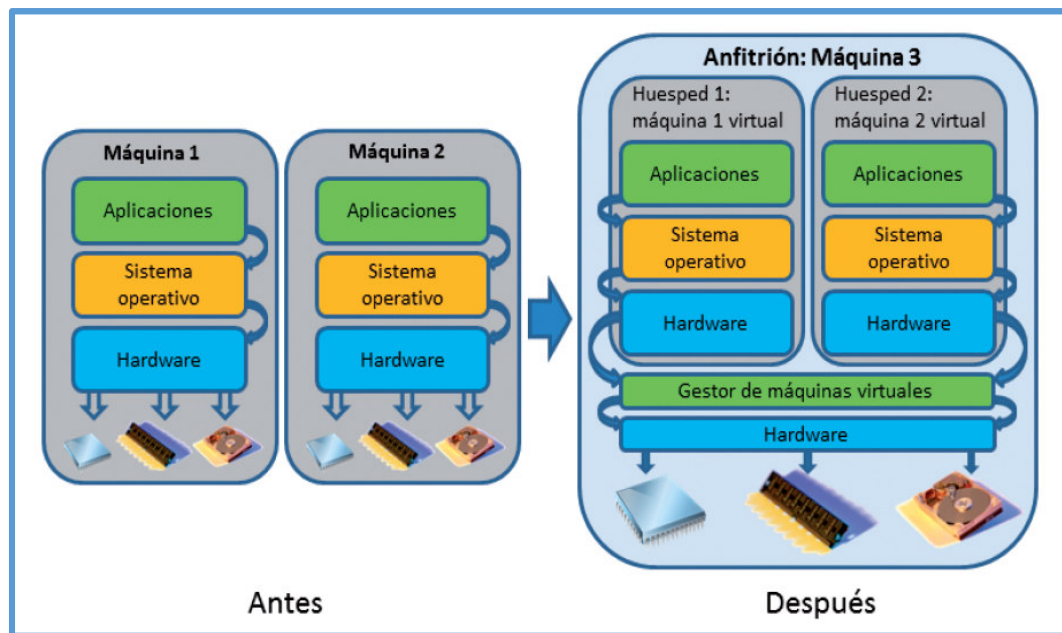 Máquina 1
Aplicaciones
Sistema
operativo
Hardware
Máquina 2
Aplicaciones
Sistema
operativo
Hardware
Antes
Anfitrión: Máquina 3
Huesped 1:
máquina 1 virtual
Aplicaciones
Sistema
operativo
Hardware
Huesped 2:
máquina 2 virtual
Aplicaciones
Sistema
operativo
Hardware
Gestor de máquinas virtuales
Hardware
Después